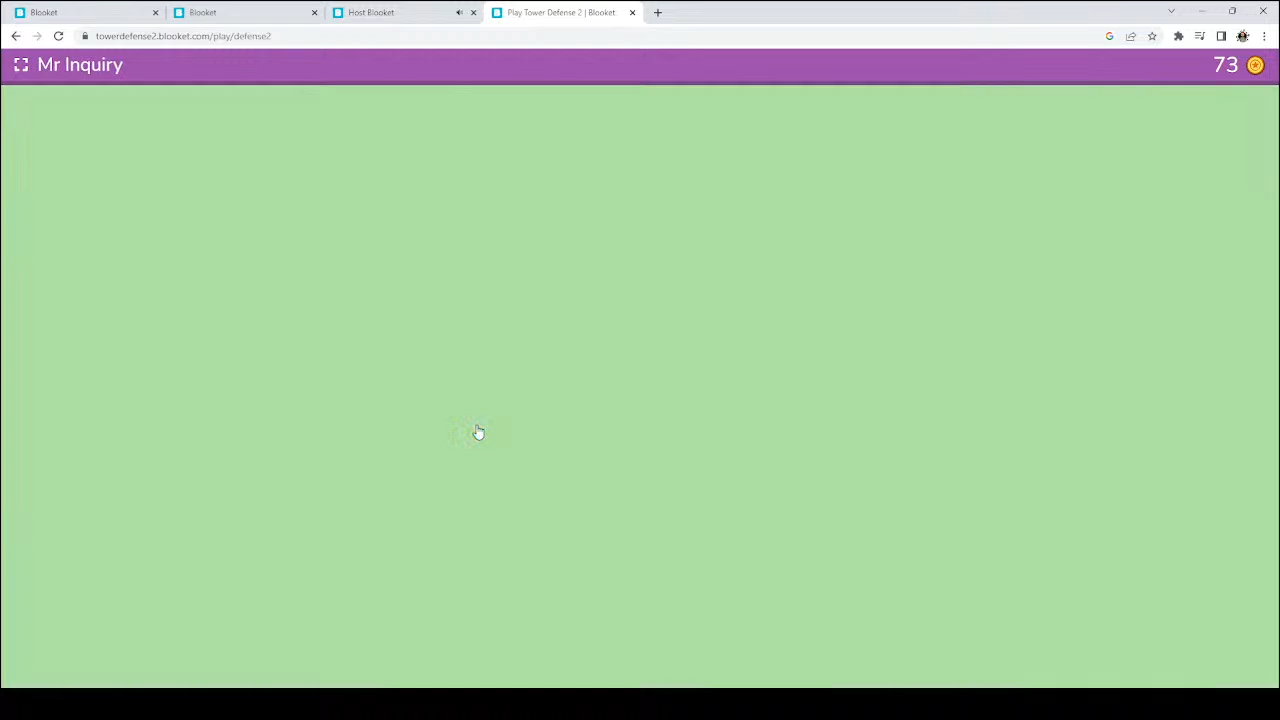 Blooket
Blooket
Host Blooket
Play Tower Defense 2 | Blooket
towerdefense2.blooket.com/play/defense2
Mr Inquiry
73